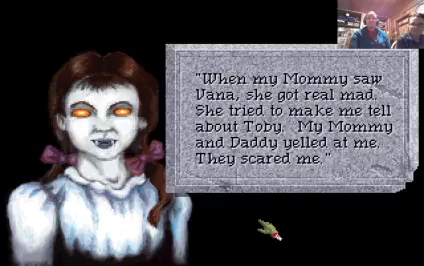 "When my Mommy saw
Vana, she got real mad.
She tried to make me tell
about Toby.  My Mommy
and Daddy yelled at me.
They scared me."